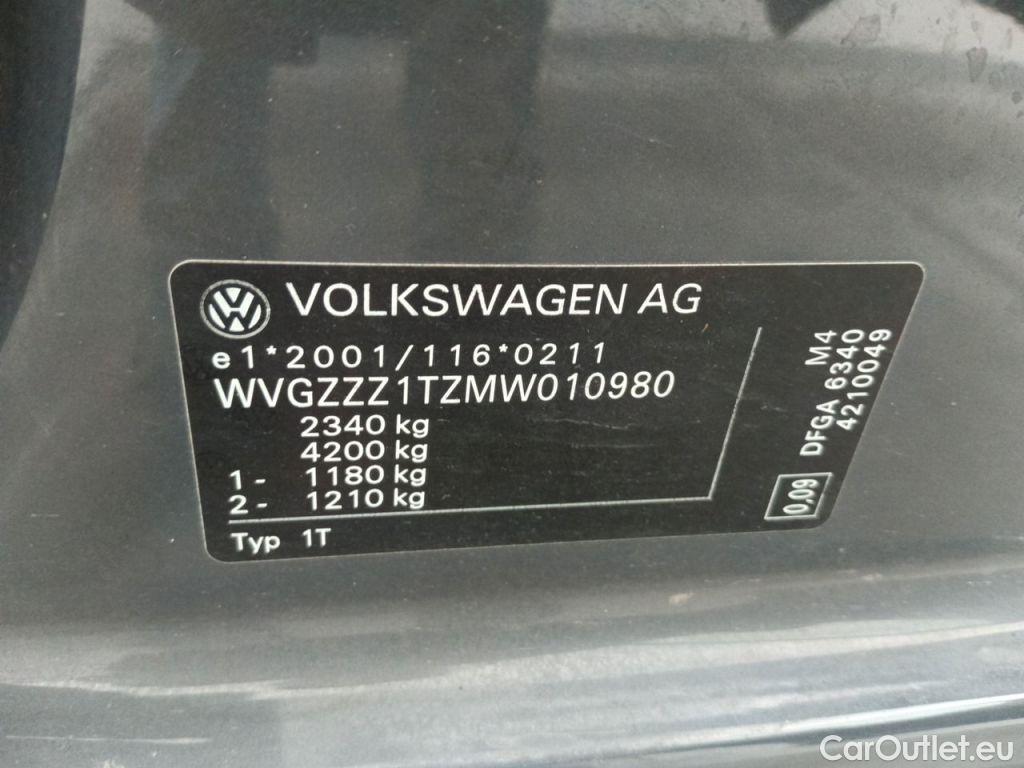 VOLKSWAGEN AG
e1*2001/116*0211
WVGZZZ1TZMW010980
2340 kg
4200 kg
1- 1180 kg
2- 1210 kg
Typ 1T
M4
DFGA 6340
4210049
0,09
CarOutlet.eu